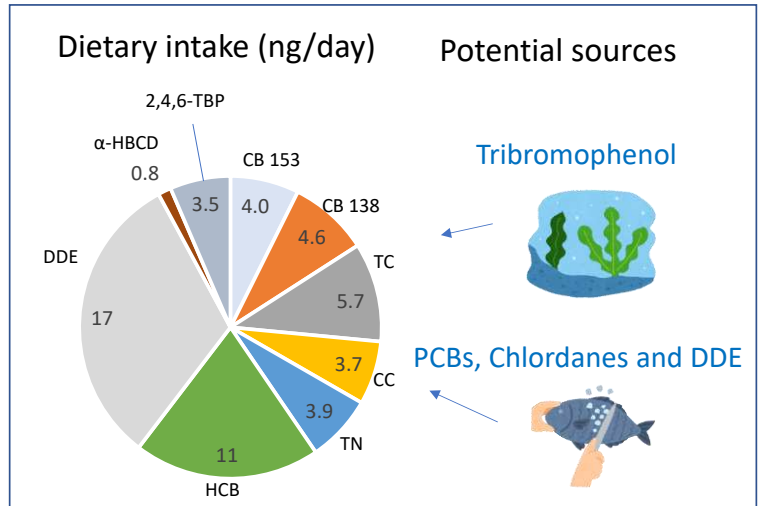 Dietary intake (ng/day)
Potential sources
2,4,6-TBP
α-HBCD
0.8
3.5
CB 153
4.0
CB 138
4.6
TC
5.7
CC
3.7
TN
3.9
HCB
11
DDE
17
Tribromophenol
PCBs, Chlordanes and DDE